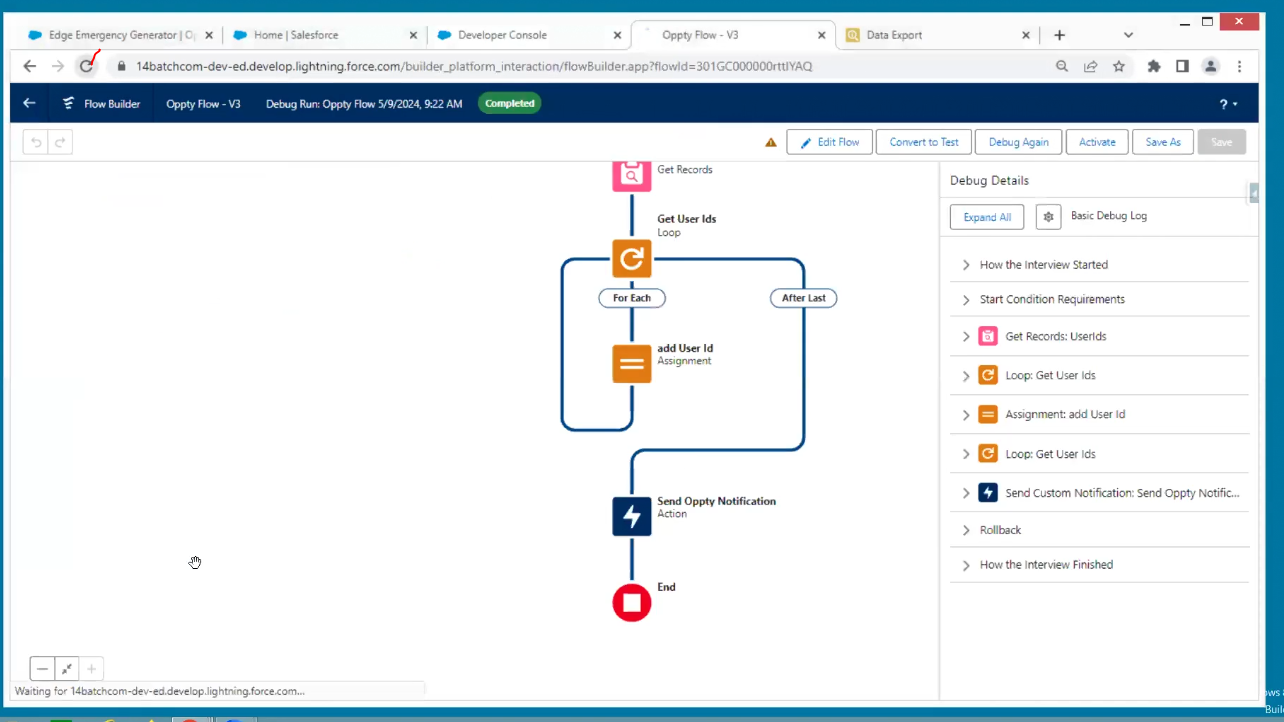 Edge Emergency Generator | O
Home | Salesforce
Developer Console
Oppty Flow - V3
Data Export
14batchcom-dev-ed.develop.lightning.force.com/builder_platform_interaction/flowBuilder.app?flowId=301GC000000rttIYAQ
Flow Builder
Oppty Flow - V3
Debug Run: Oppty Flow 5/9/2024, 9:22 AM
Completed
?
Edit Flow
Convert to Test
Debug Again
Activate
Save As
Save
Get Records
Get User Ids
Loop
For Each
After Last
add User Id
Assignment
Send Oppty Notification
Action
End
Debug Details
Expand All
Basic Debug Log
How the Interview Started
Start Condition Requirements
Get Records: UserIds
Loop: Get User Ids
Assignment: add User Id
Loop: Get User Ids
Send Custom Notification: Send Oppty Notific...
Rollback
How the Interview Finished
Waiting for 14batchcom-dev-ed.develop.lightning.force.com...